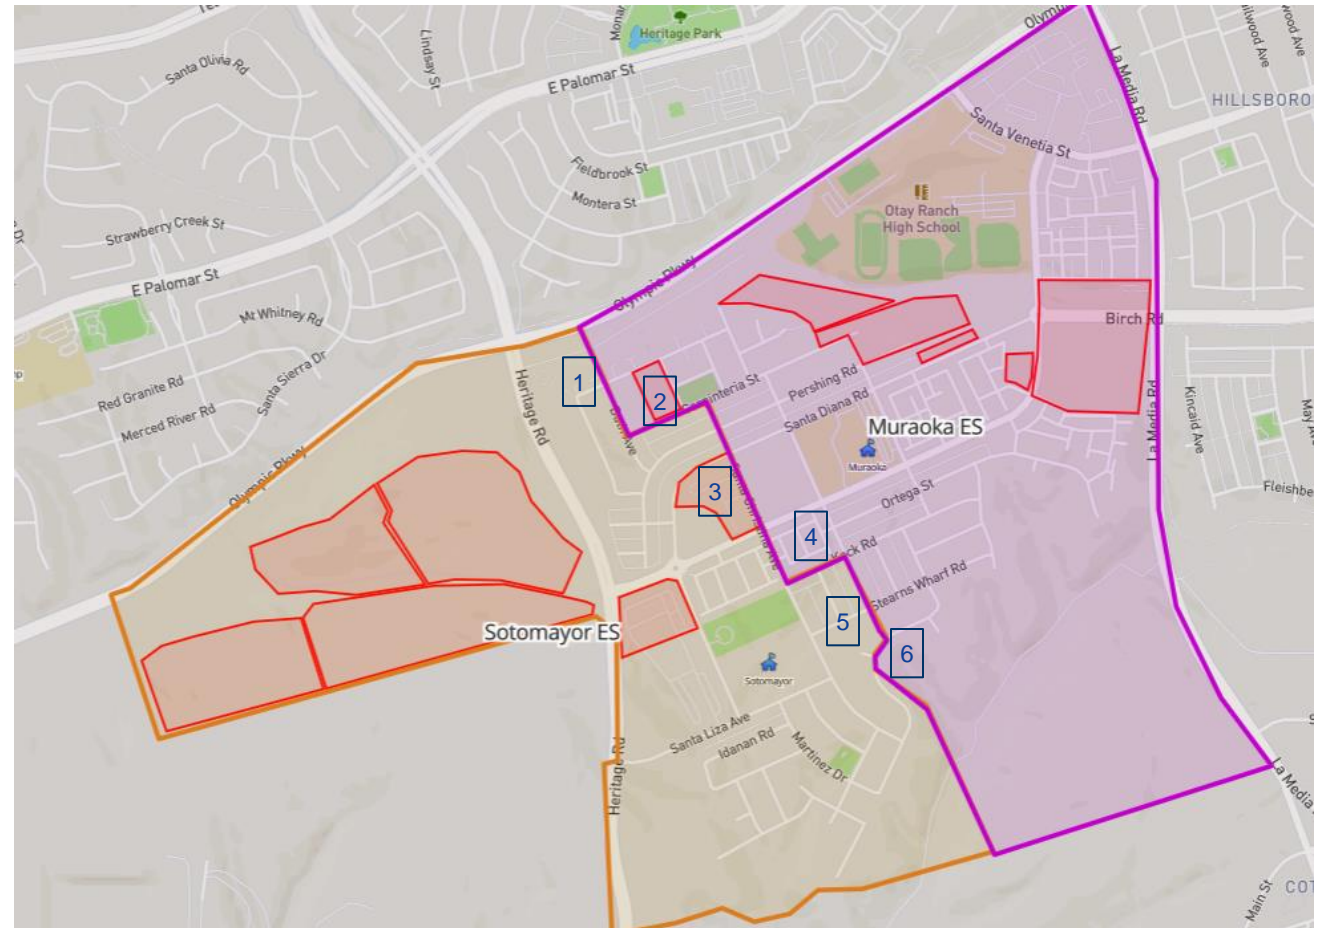 Heritage Park
Lindsay St
Santa Olivia Rd
E Palomar St
Olymp
La Media Rd
HILLSBORO
Santa Venetia St
Fieldbrook St
Montera St
Strawberry Creek St
Otay Ranch
High School
E Palomar St
Olympic Pkwy
Mt Whitney Rd
Birch Rd
Santa Sierra Dr
Red Granite Rd
Merced River Rd
Heritage Rd
1
2
Pershing Rd
Santa Diana Rd
Muraoka ES
Muraoka
La Media Rd
Kincaid Ave
Olympic Pkwy
3
Ortega St
Fleishbe
4
Keck Rd
Stearns Wharf Rd
5
6
Sotomayor ES
Sotomayor
Santa Liza Ave
Idanan Rd
Martinez Dr
Heritage Rd
La Media
Main St
COT